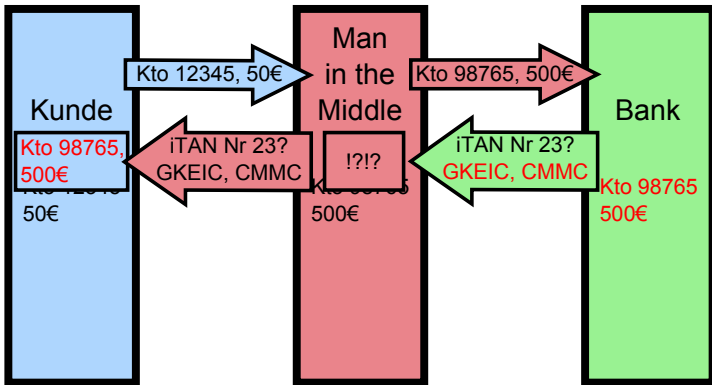 Man
in the
Middle
Kunde
Bank
Kto 12345, 50€
Kto 98765, 500€
iTAN Nr 23?
GKEIC, CMMC
iTAN Nr 23?
GKEIC, CMMC
Kto 98765,
500€
50€
!?!?
500€
Kto 98765
500€